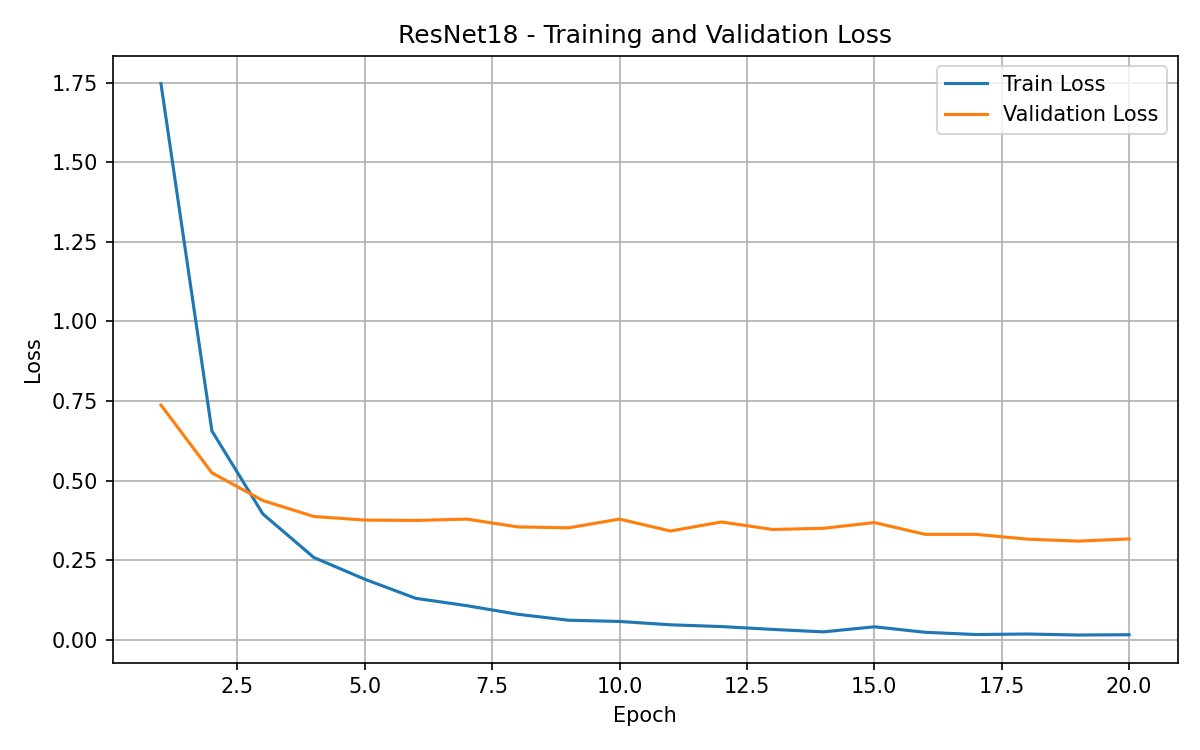 ResNet18 - Training and Validation Loss
Train Loss
Validation Loss
1.75
1.50
1.25
1.00
0.75
0.50
0.25
0.00
Loss
2.5 5.0 7.5 10.0 12.5 15.0 17.5 20.0
Epoch